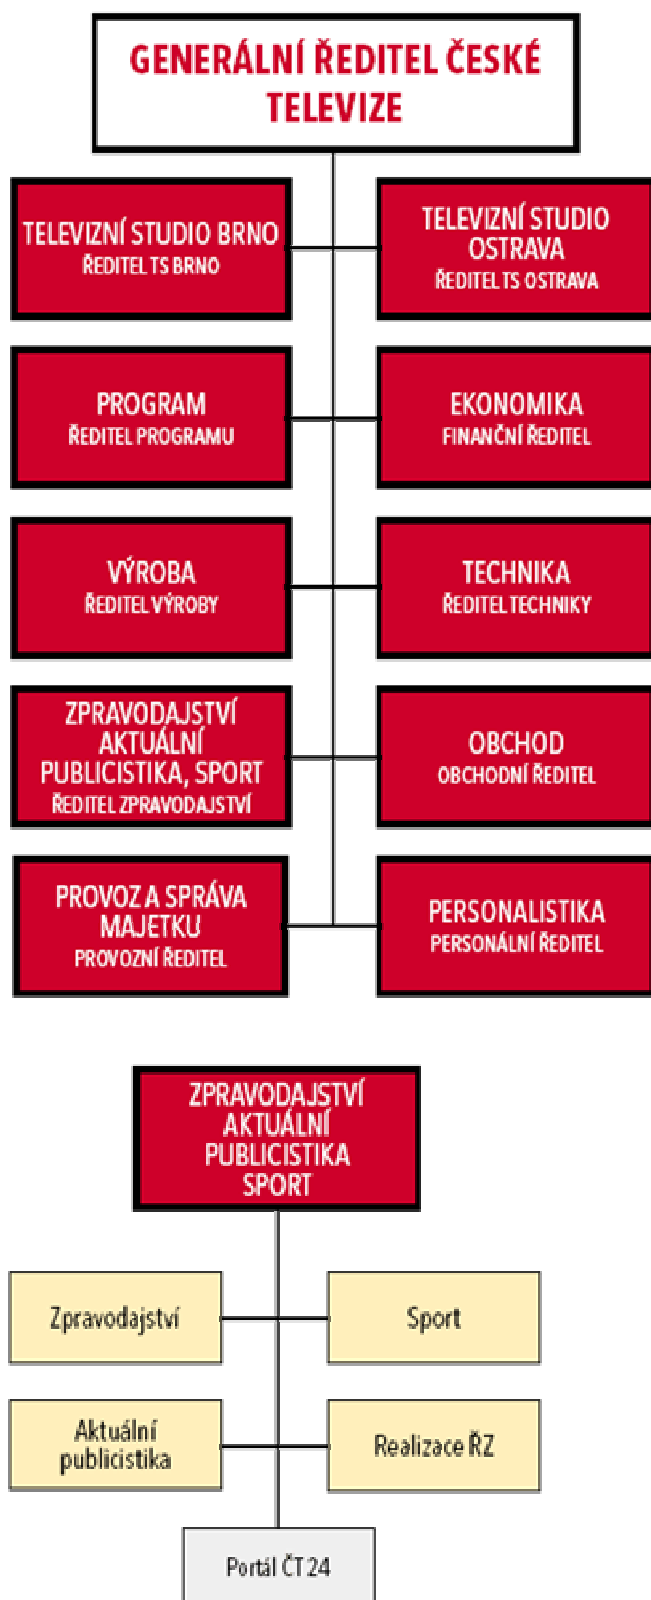 GENERÁLNÍ ŘEDITEL ČESKÉ
TELEVIZE
TELEVIZNÍ STUDIO BRNO
ŘEDITEL TS BRNO
TELEVIZNÍ STUDIO
OSTRAVA
ŘEDITEL TS OSTRAVA
PROGRAM
ŘEDITEL PROGRAMU
EKONOMIKA
FINANČNÍ ŘEDITEL
VÝROBA
ŘEDITEL VÝROBY
TECHNIKA
ŘEDITEL TECHNIKY
ZPRAVODAJSTVÍ
AKTUÁLNÍ
PUBLICISTIKA, SPORT
ŘEDITEL ZPRAVODAJSTVÍ
OBCHOD
OBCHODNÍ ŘEDITEL
PROVOZ A SPRÁVA
MAJETKU
PROVOZNÍ ŘEDITEL
PERSONALISTIKA
PERSONÁLNÍ ŘEDITEL
ZPRAVODAJSTVÍ
AKTUÁLNÍ
PUBLICISTIKA
SPORT
Zpravodajství
Sport
Aktuální
publicistika
Realizace ŘZ
Portál ČT24